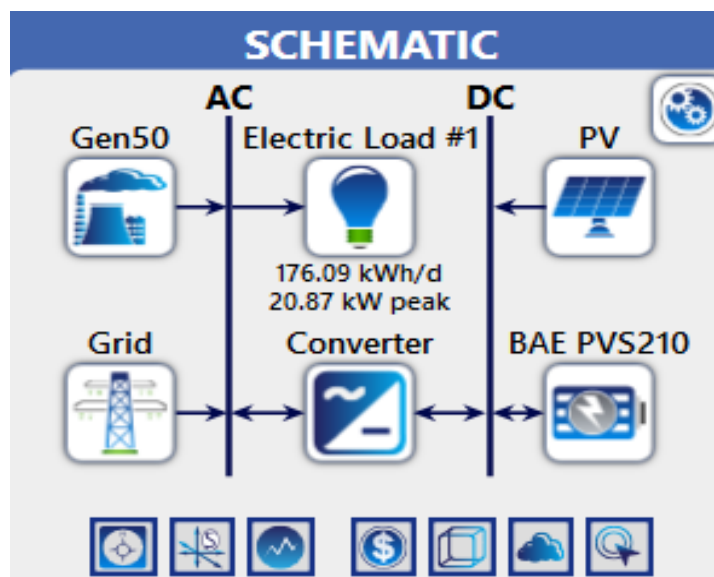 SCHEMATIC
AC DC
Gen50 Electric Load #1 PV
176.09 kWh/d
20.87 kW peak
Grid Converter BAE PVS210
S
$